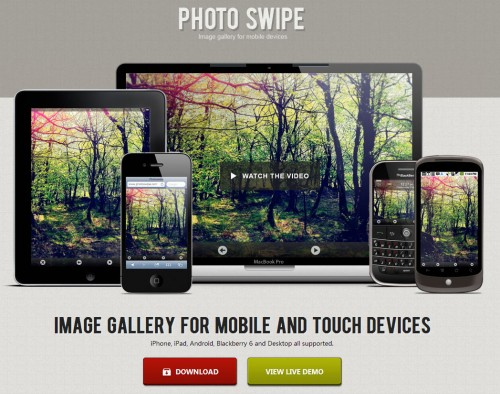 PHOTO SWIPE
Image gallery for mobile devices
WATCH THE VIDEO
MacBook Pro
IMAGE GALLERY FOR MOBILE AND TOUCH DEVICES
iPhone, iPad, Android, Blackberry 6 and Desktop all supported.
DOWNLOAD
VIEW LIVE DEMO